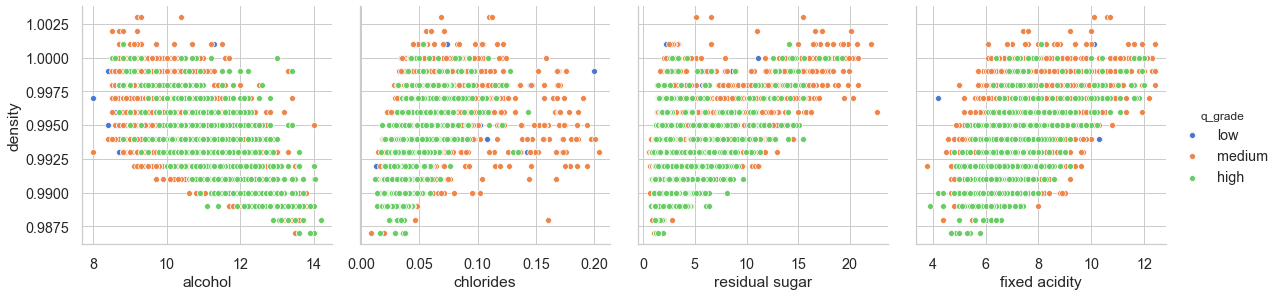 density
1.0025
1.0000
0.9975
0.9950
0.9925
0.9900
0.9875
8 10 12 14
alcohol
0.00 0.05 0.10 0.15 0.20
chlorides
0 5 10 15 20
residual sugar
4 6 8 10 12
fixed acidity
q_grade
low
medium
high